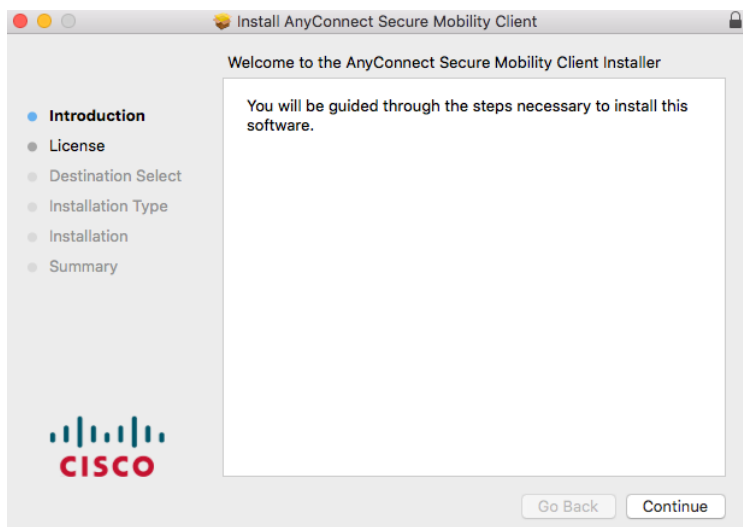 Install AnyConnect Secure Mobility Client
Welcome to the AnyConnect Secure Mobility Client Installer
Introduction
License
Destination Select
Installation Type
Installation
Summary
You will be guided through the steps necessary to install this
software.
CISCO
Go Back
Continue